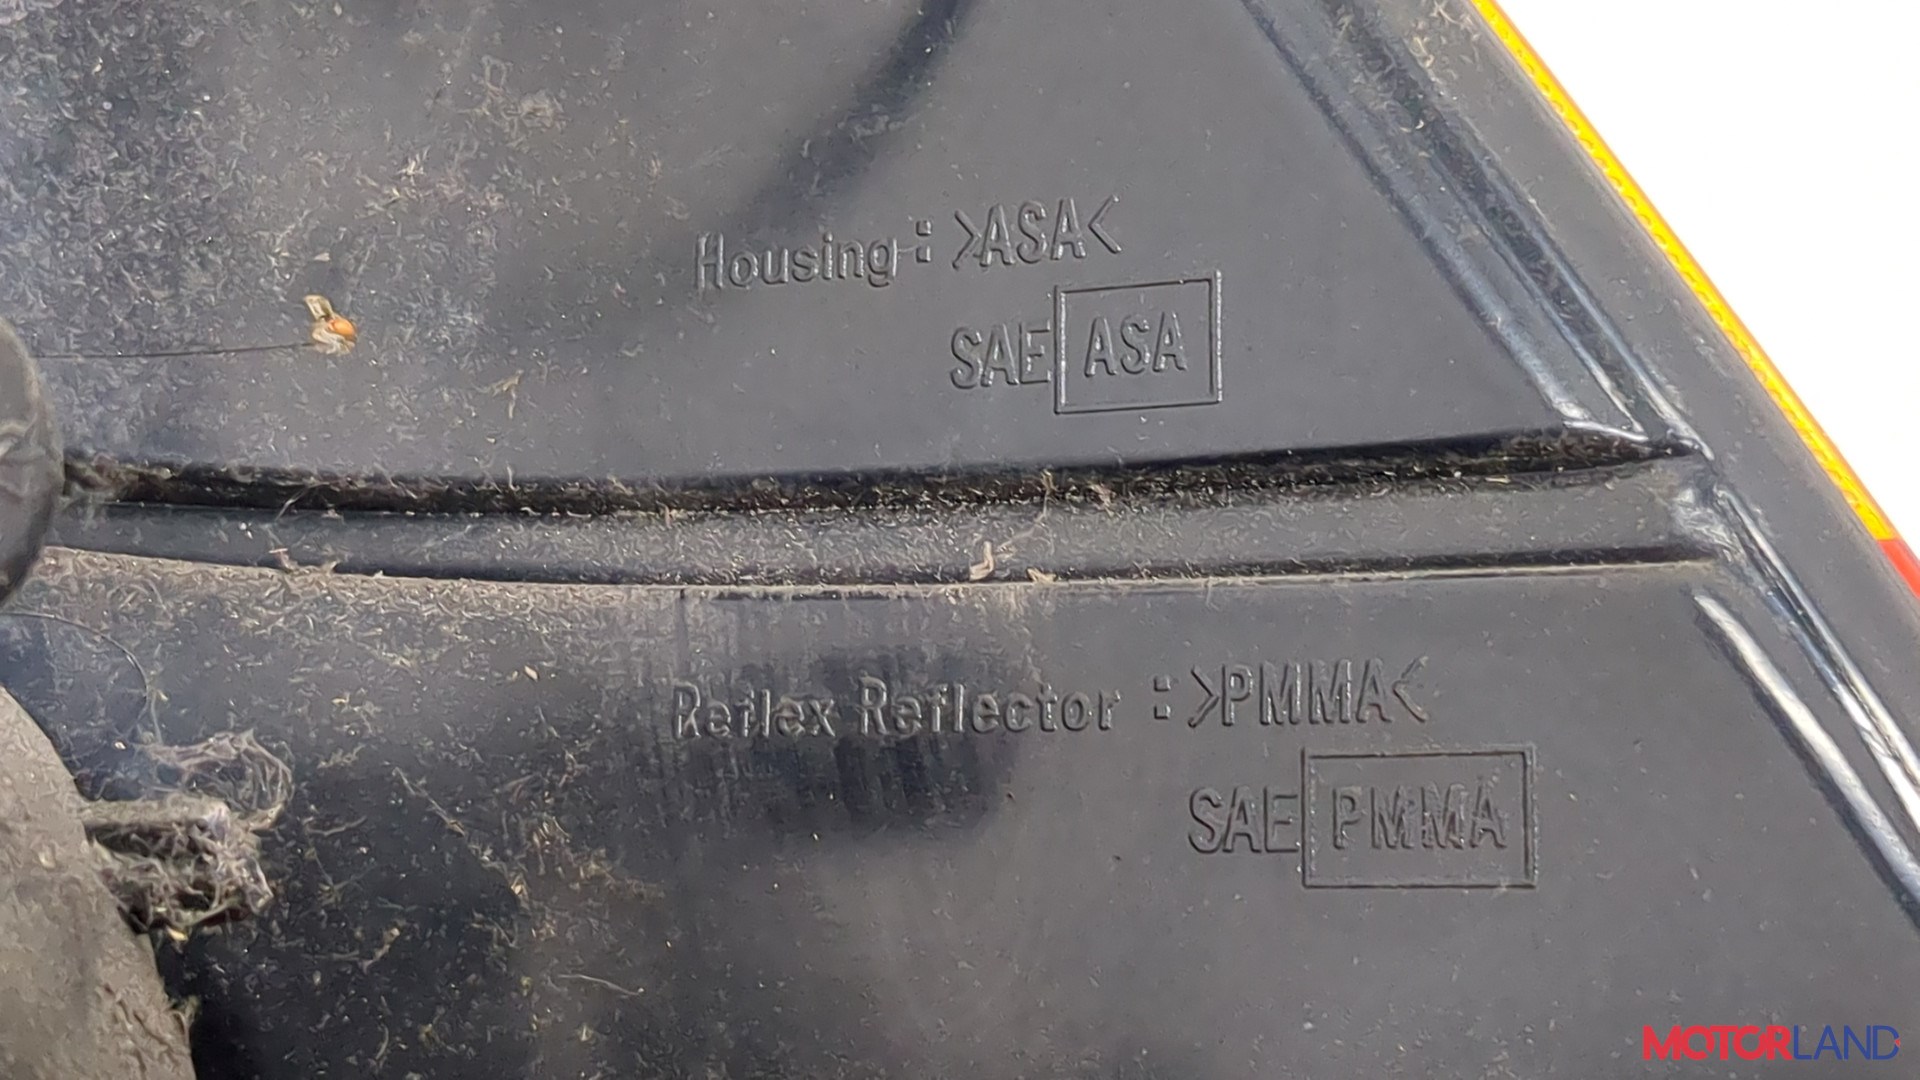 Housing : >ASA<
SAE ASA
Reflex Reflector : >PMMA<
SAE PMMA
MOTORLAND